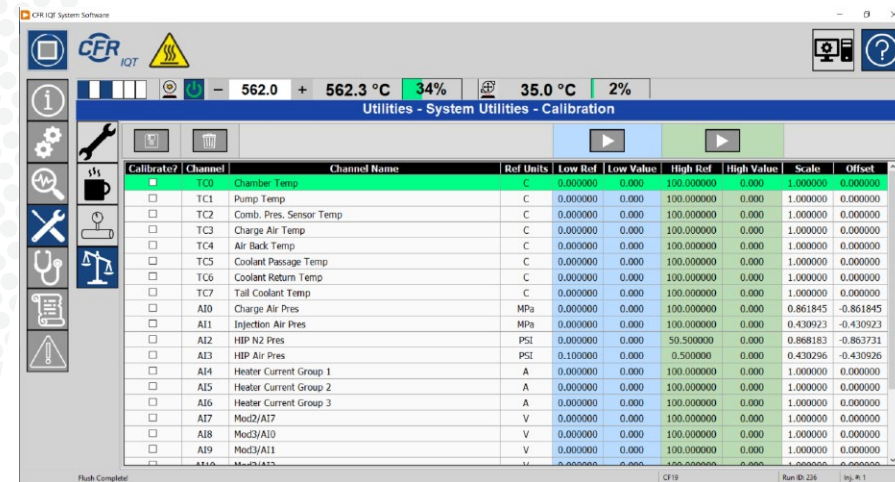 CFR IQT System Software
CFR IQT
− 562.0 + 562.3 °C 34% 35.0 °C 2%
Utilities - System Utilities - Calibration
Calibrate? Channel Channel Name Ref Units Low Ref Low Value High Ref High Value Scale Offset
TC0 Chamber Temp C 0.000000 0.000 100.000000 0.000 1.000000 0.000000
TC1 Pump Temp C 0.000000 0.000 100.000000 0.000 1.000000 0.000000
TC2 Comb. Pres. Sensor Temp C 0.000000 0.000 100.000000 0.000 1.000000 0.000000
TC3 Charge Air Temp C 0.000000 0.000 100.000000 0.000 1.000000 0.000000
TC4 Air Back Temp C 0.000000 0.000 100.000000 0.000 1.000000 0.000000
TC5 Coolant Passage Temp C 0.000000 0.000 100.000000 0.000 1.000000 0.000000
TC6 Coolant Return Temp C 0.000000 0.000 100.000000 0.000 1.000000 0.000000
TC7 Tail Coolant Temp C 0.000000 0.000 100.000000 0.000 1.000000 0.000000
AI0 Charge Air Pres MPa 0.000000 0.000 100.000000 0.000 0.861845 -0.861845
AI1 Injection Air Pres MPa 0.000000 0.000 100.000000 0.000 0.430923 -0.430923
AI2 HIP N2 Pres PSI 0.000000 0.000 50.500000 0.000 0.868183 -0.863731
AI3 HIP Air Pres PSI 0.100000 0.000 0.500000 0.000 0.430296 -0.430926
AI4 Heater Current Group 1 A 0.000000 0.000 100.000000 0.000 1.000000 0.000000
AI5 Heater Current Group 2 A 0.000000 0.000 100.000000 0.000 1.000000 0.000000
AI6 Heater Current Group 3 A 0.000000 0.000 100.000000 0.000 1.000000 0.000000
AI7 Mod2/AI7 V 0.000000 0.000 100.000000 0.000 1.000000 0.000000
AI8 Mod3/AI0 V 0.000000 0.000 100.000000 0.000 1.000000 0.000000
AI9 Mod3/AI1 V 0.000000 0.000 100.000000 0.000 1.000000 0.000000
Flush Complete! CF19 Run ID: 236 Inj. #: 1